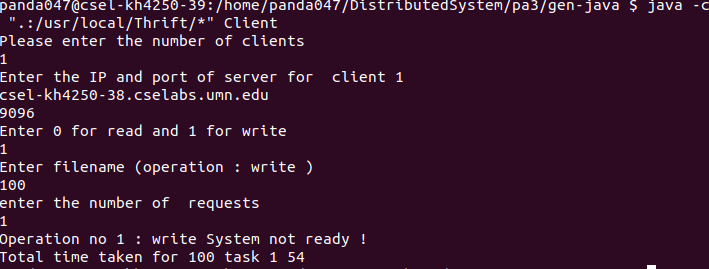 panda047@csel-kh4250-39:/home/panda047/DistributedSystem/pa3/gen-java $ java -c
 ".:/usr/local/Thrift/*" Client
Please enter the number of clients
1
Enter the IP and port of server for  client 1
csel-kh4250-38.cselabs.umn.edu
9096
Enter 0 for read and 1 for write
1
Enter filename (operation : write )
100
enter the number of  requests
1
Operation no 1 : write System not ready !
Total time taken for 100 task 1 54